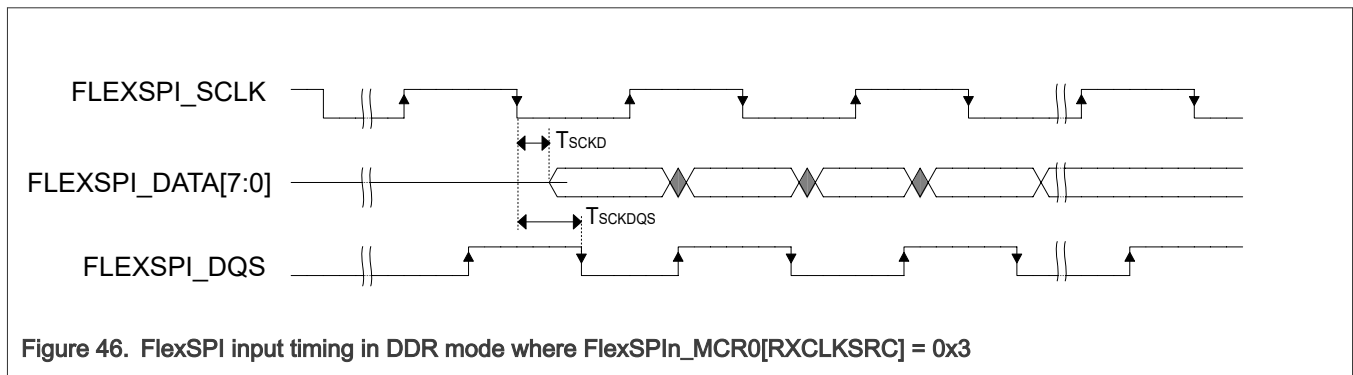 FLEXSPI_SCLK
TSCKD
FLEXSPI_DATA[7:0]
TSCKDQS
FLEXSPI_DQS
Figure 46. FlexSPI input timing in DDR mode where FlexSPIn_MCR0[RXCLKSRC] = 0x3